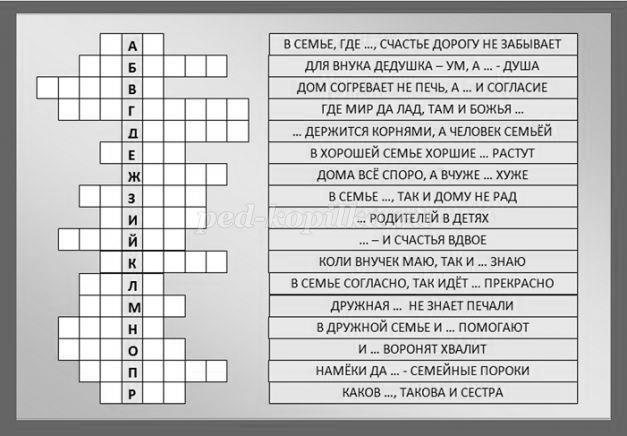 А В СЕМЬЕ, ГДЕ …, СЧАСТЬЕ ДОРОГУ НЕ ЗАБЫВАЕТ
Б ДЛЯ ВНУКА ДЕДУШКА – УМ, А … - ДУША
В ДОМ СОГРЕВАЕТ НЕ ПЕЧЬ, А … И СОГЛАСИЕ
Г ГДЕ МИР ДА ЛАД, ТАМ И БОЖЬЯ …
Д … ДЕРЖИТСЯ КОРНЯМИ, А ЧЕЛОВЕК СЕМЬЁЙ
Е В ХОРОШЕЙ СЕМЬЕ ХОРШИЕ … РАСТУТ
Ж ДОМА ВСЁ СПОРО, А ВЧУЖЕ … ХУЖЕ
З В СЕМЬЕ …, ТАК И ДОМУ НЕ РАД
И … РОДИТЕЛЕЙ В ДЕТЯХ
Й … – И СЧАСТЬЯ ВДВОЕ
К КОЛИ ВНУЧЕК МАЮ, ТАК И … ЗНАЮ
Л В СЕМЬЕ СОГЛАСНО, ТАК ИДЁТ … ПРЕКРАСНО
М ДРУЖНАЯ … НЕ ЗНАЕТ ПЕЧАЛИ
Н В ДРУЖНОЙ СЕМЬЕ И … ПОМОГАЮТ
О И … ВОРОНЯТ ХВАЛИТ
П НАМЁКИ ДА … - СЕМЕЙНЫЕ ПОРОКИ
Р КАКОВ …, ТАКОВА И СЕСТРА